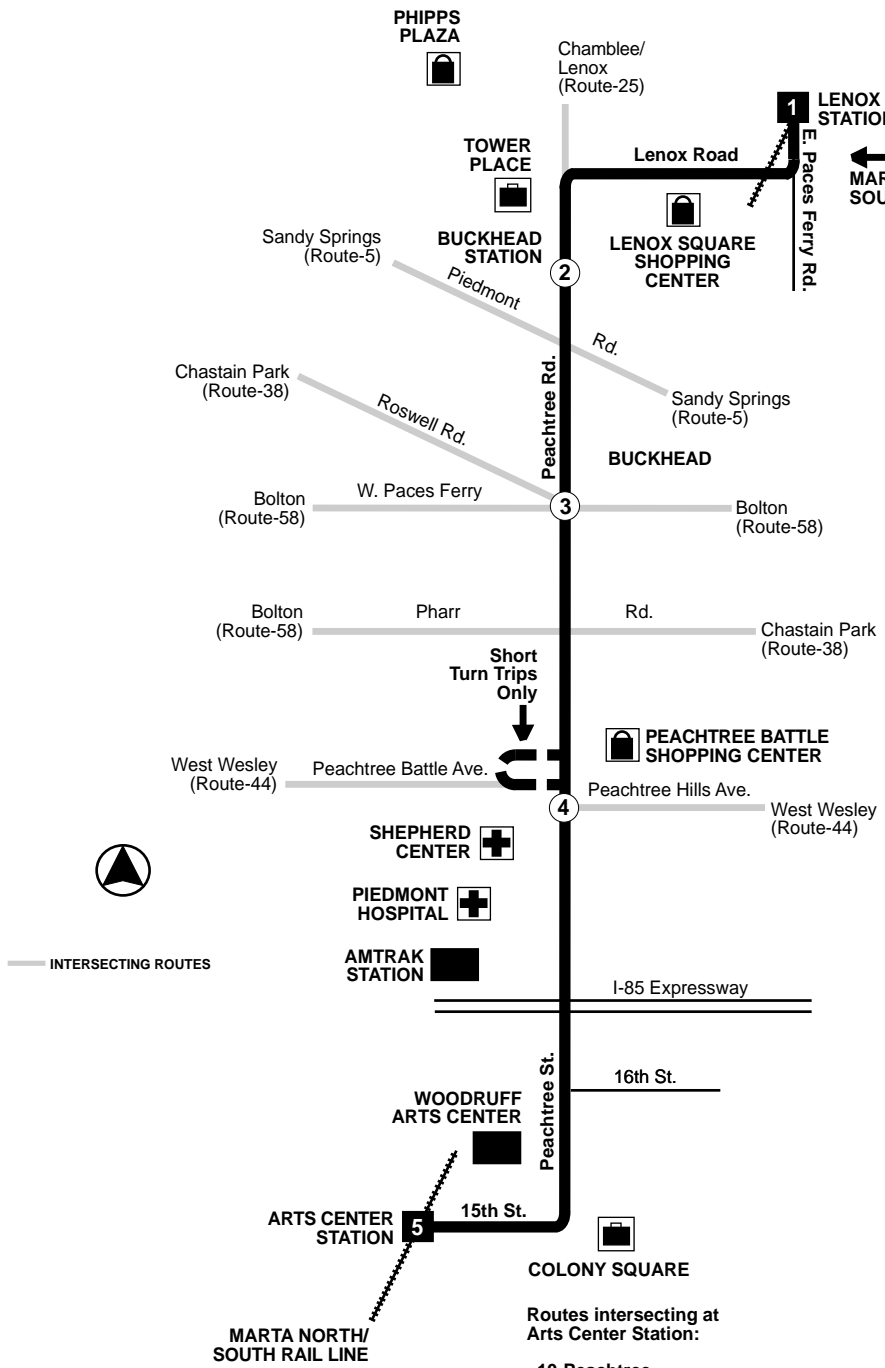 PHIPPS
PLAZA
Chamblee/
Lenox
(Route-25)
1
LENOX
STATION
TOWER
PLACE
Lenox Road
E. Paces Ferry Rd.
BUCKHEAD
STATION
LENOX SQUARE
SHOPPING
CENTER
Sandy Springs
(Route-5)
2
Piedmont
Rd.
Chastain Park
(Route-38)
Roswell Rd.
Peachtree Rd.
Sandy Springs
(Route-5)
BUCKHEAD
W. Paces Ferry
Bolton
(Route-58)
3
Bolton
(Route-58)
Bolton
(Route-58)
Pharr
Rd.
Chastain Park
(Route-38)
Short
Turn Trips
Only
PEACHTREE BATTLE
SHOPPING CENTER
West Wesley
(Route-44)
Peachtree Battle Ave.
4
Peachtree Hills Ave.
West Wesley
(Route-44)
SHEPHERD
CENTER
PIEDMONT
HOSPITAL
INTERSECTING ROUTES
AMTRAK
STATION
I-85 Expressway
Peachtree St.
16th St.
WOODRUFF
ARTS CENTER
ARTS CENTER
STATION
5
15th St.
COLONY SQUARE
MARTA NORTH/
SOUTH RAIL LINE
Routes intersecting at
Arts Center Station: